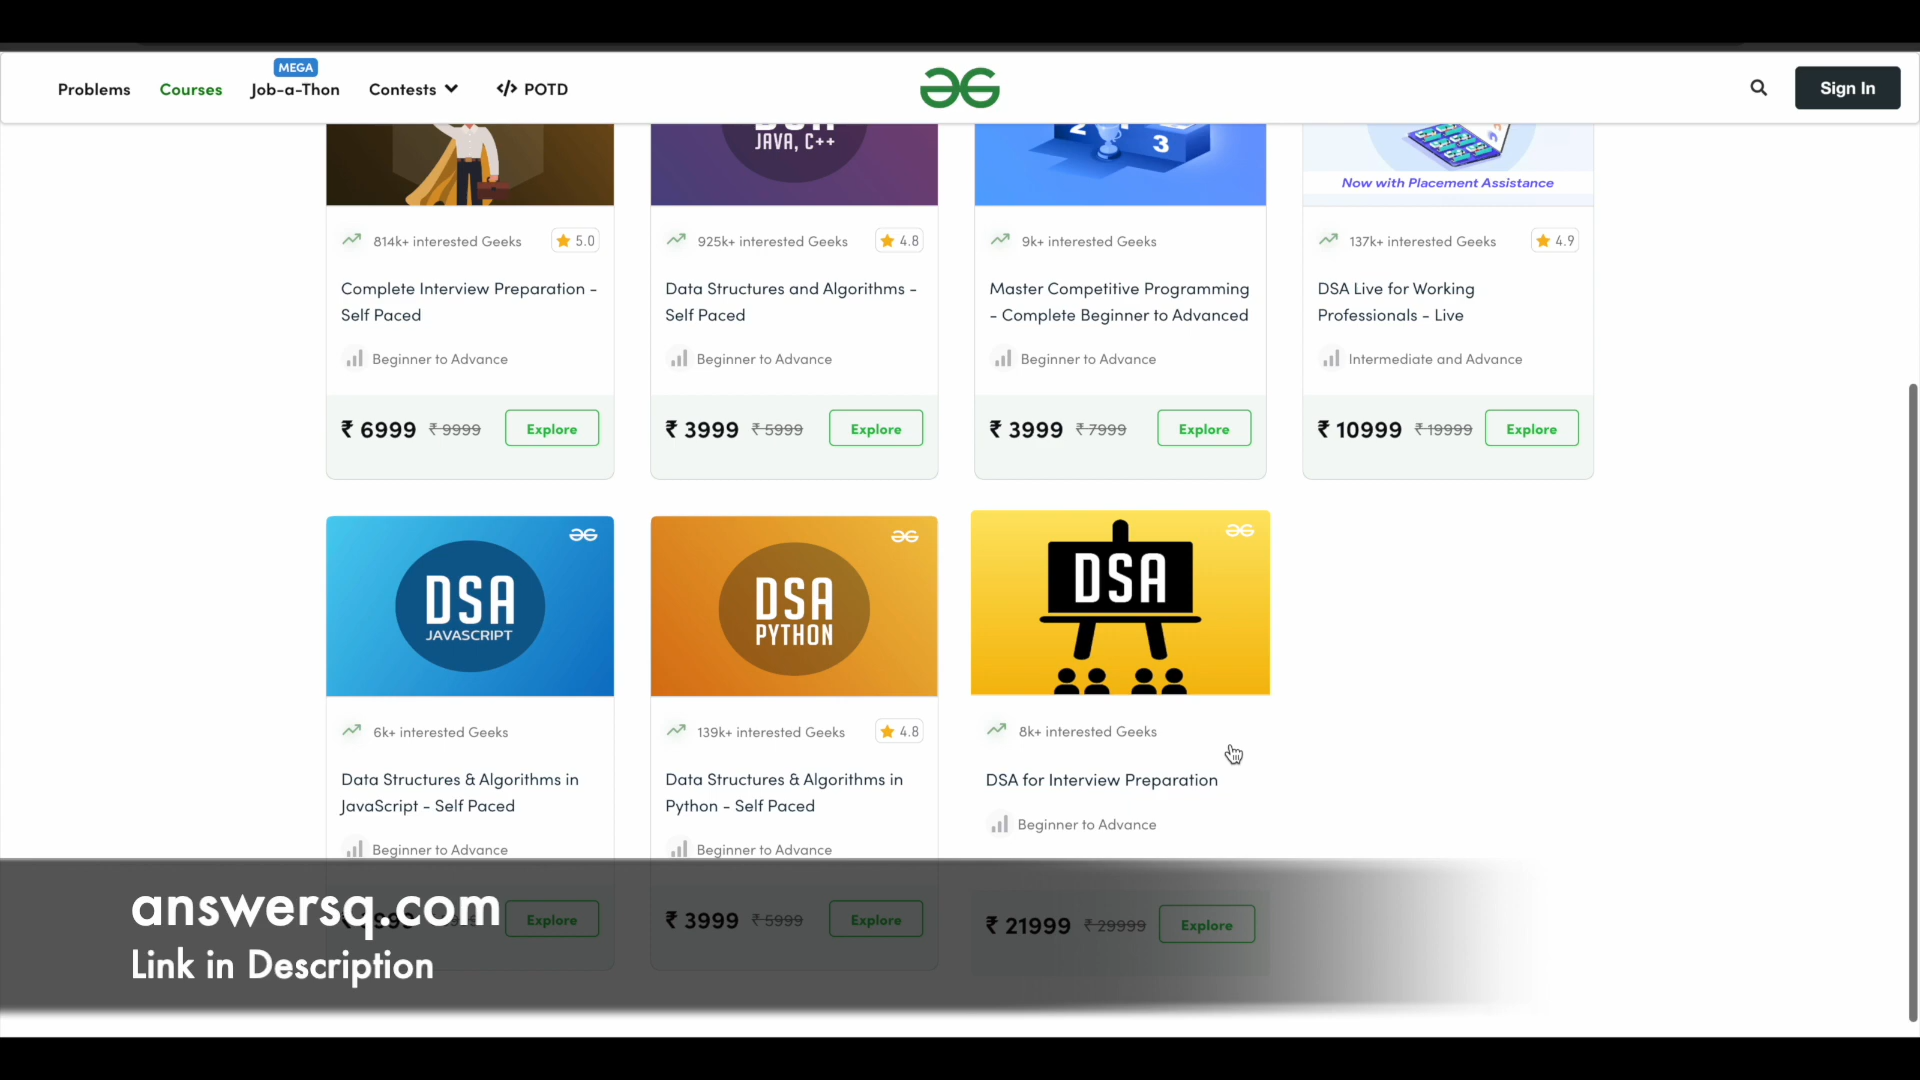 MEGA
Problems Courses Job-a-Thon Contests </> POTD Sign In
JAVA, C++
2 3
Now with Placement Assistance
814k+ interested Geeks 5.0
925k+ interested Geeks 4.8
9k+ interested Geeks
137k+ interested Geeks 4.9
Complete Interview Preparation -
Self Paced
Data Structures and Algorithms -
Self Paced
Master Competitive Programming
- Complete Beginner to Advanced
DSA Live for Working
Professionals - Live
Beginner to Advance
Beginner to Advance
Beginner to Advance
Intermediate and Advance
₹ 6999 ₹ 9999 Explore
₹ 3999 ₹ 5999 Explore
₹ 3999 ₹ 7999 Explore
₹ 10999 ₹ 19999 Explore
DSA
JAVASCRIPT
DSA
PYTHON
DSA
6k+ interested Geeks
139k+ interested Geeks 4.8
8k+ interested Geeks
Data Structures & Algorithms in
JavaScript - Self Paced
Data Structures & Algorithms in
Python - Self Paced
DSA for Interview Preparation
Beginner to Advance
Beginner to Advance
Beginner to Advance
Explore
₹ 3999 ₹ 5999 Explore
₹ 21999 ₹ 29999 Explore
answersq.com
Link in Description